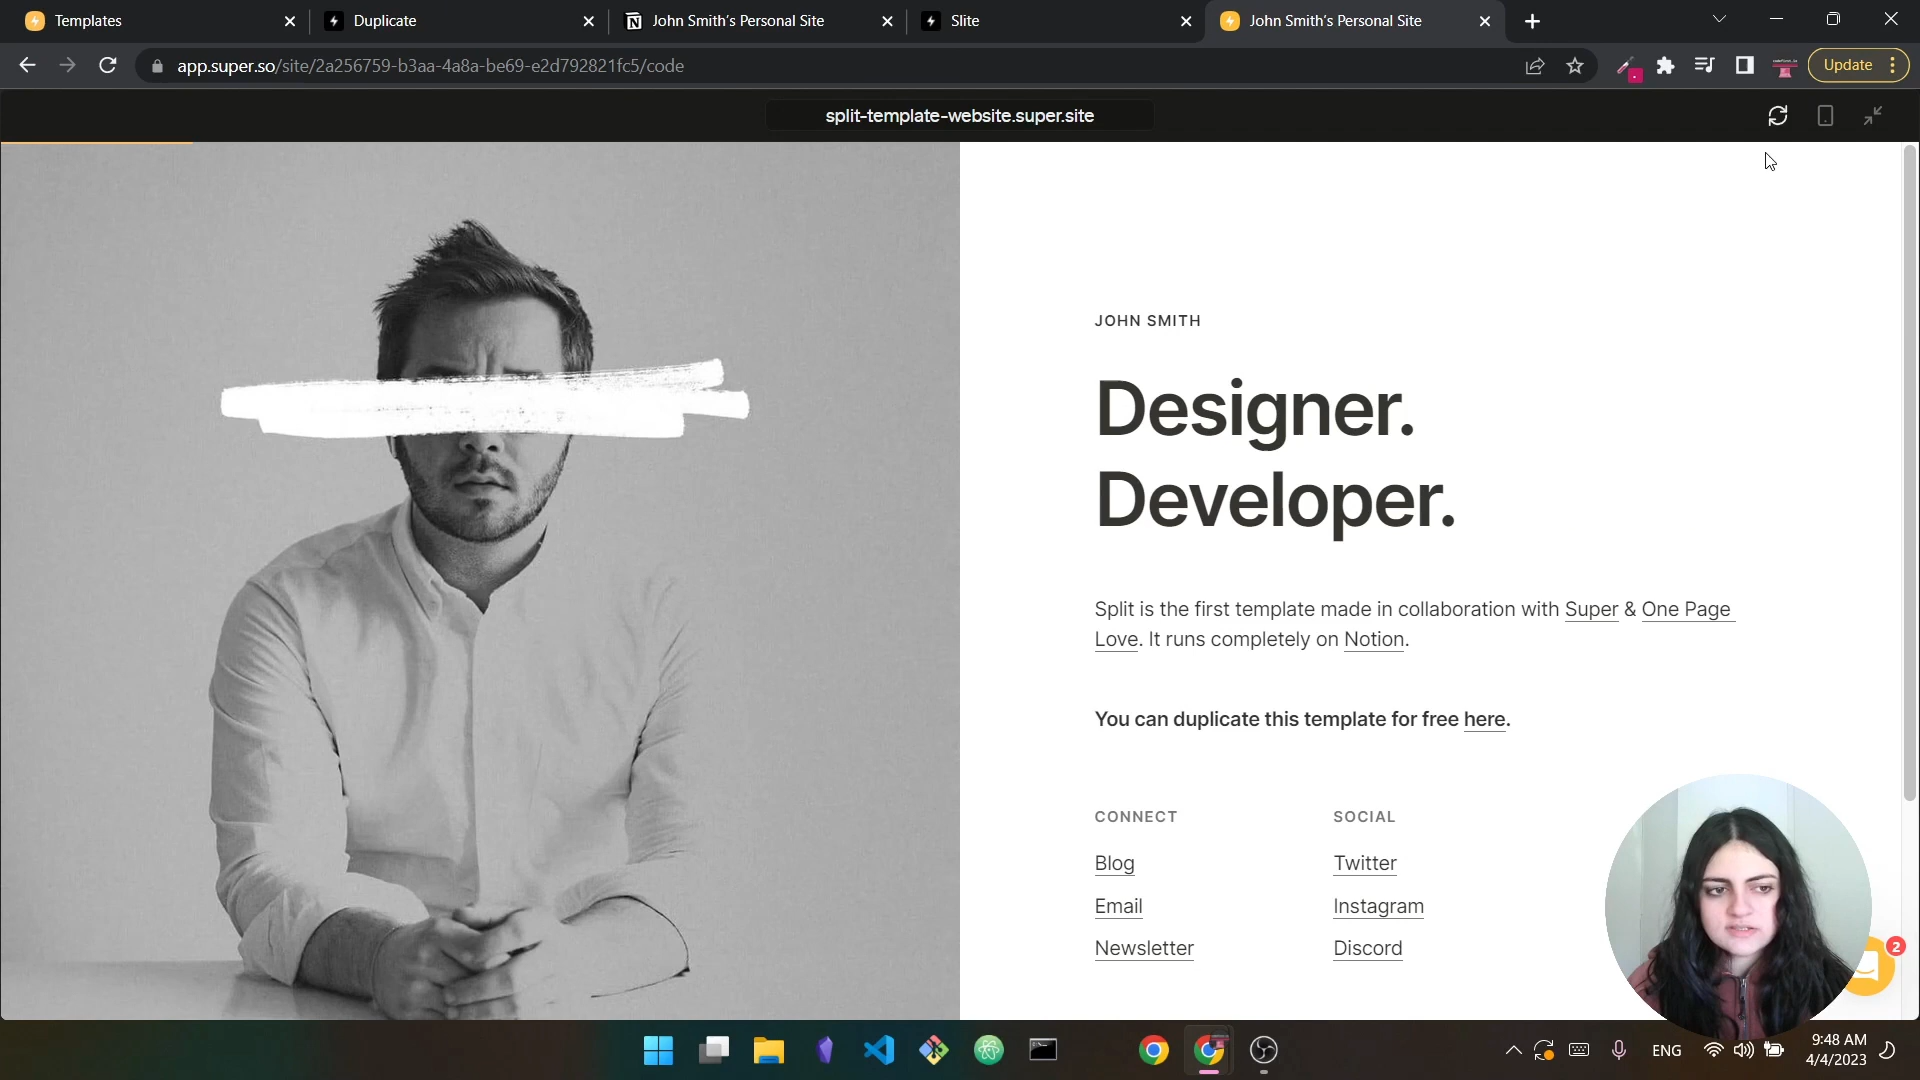 Templates
Duplicate
John Smith's Personal Site
Slite
John Smith's Personal Site
app.super.so/site/2a256759-b3aa-4a8a-be69-e2d792821fc5/code
Update
split-template-website.super.site
JOHN SMITH
Designer.
Developer.
Split is the first template made in collaboration with Super & One Page
Love. It runs completely on Notion.
You can duplicate this template for free here.
CONNECT
SOCIAL
Blog
Twitter
Email
Instagram
Newsletter
Discord
2
ENG
9:48 AM
4/4/2023